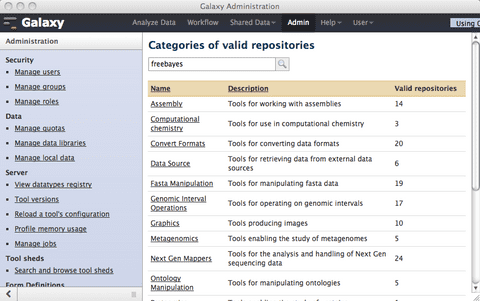 Galaxy Administration
Galaxy Analyze Data Workflow Shared Data Admin Help User Using
Administration
Security
Manage users
Manage groups
Manage roles
Data
Manage quotas
Manage data libraries
Manage local data
Server
View datatypes registry
Tool versions
Reload a tool's configuration
Profile memory usage
Manage jobs
Tool sheds
Search and browse tool sheds
Form Definitions
Categories of valid repositories
freebayes
Name Description Valid repositories
Assembly Tools for working with assemblies 14
Computational chemistry Tools for use in computational chemistry 3
Convert Formats Tools for converting data formats 20
Data Source Tools for retrieving data from external data sources 6
Fasta Manipulation Tools for manipulating fasta data 19
Genomic Interval Operations Tools for operating on genomic intervals 17
Graphics Tools producing images 10
Metagenomics Tools enabling the study of metagenomics 5
Next Gen Mappers Tools for the analysis and handling of Next Gen sequencing data 24
Ontology Manipulation Tools for manipulating ontologies 5